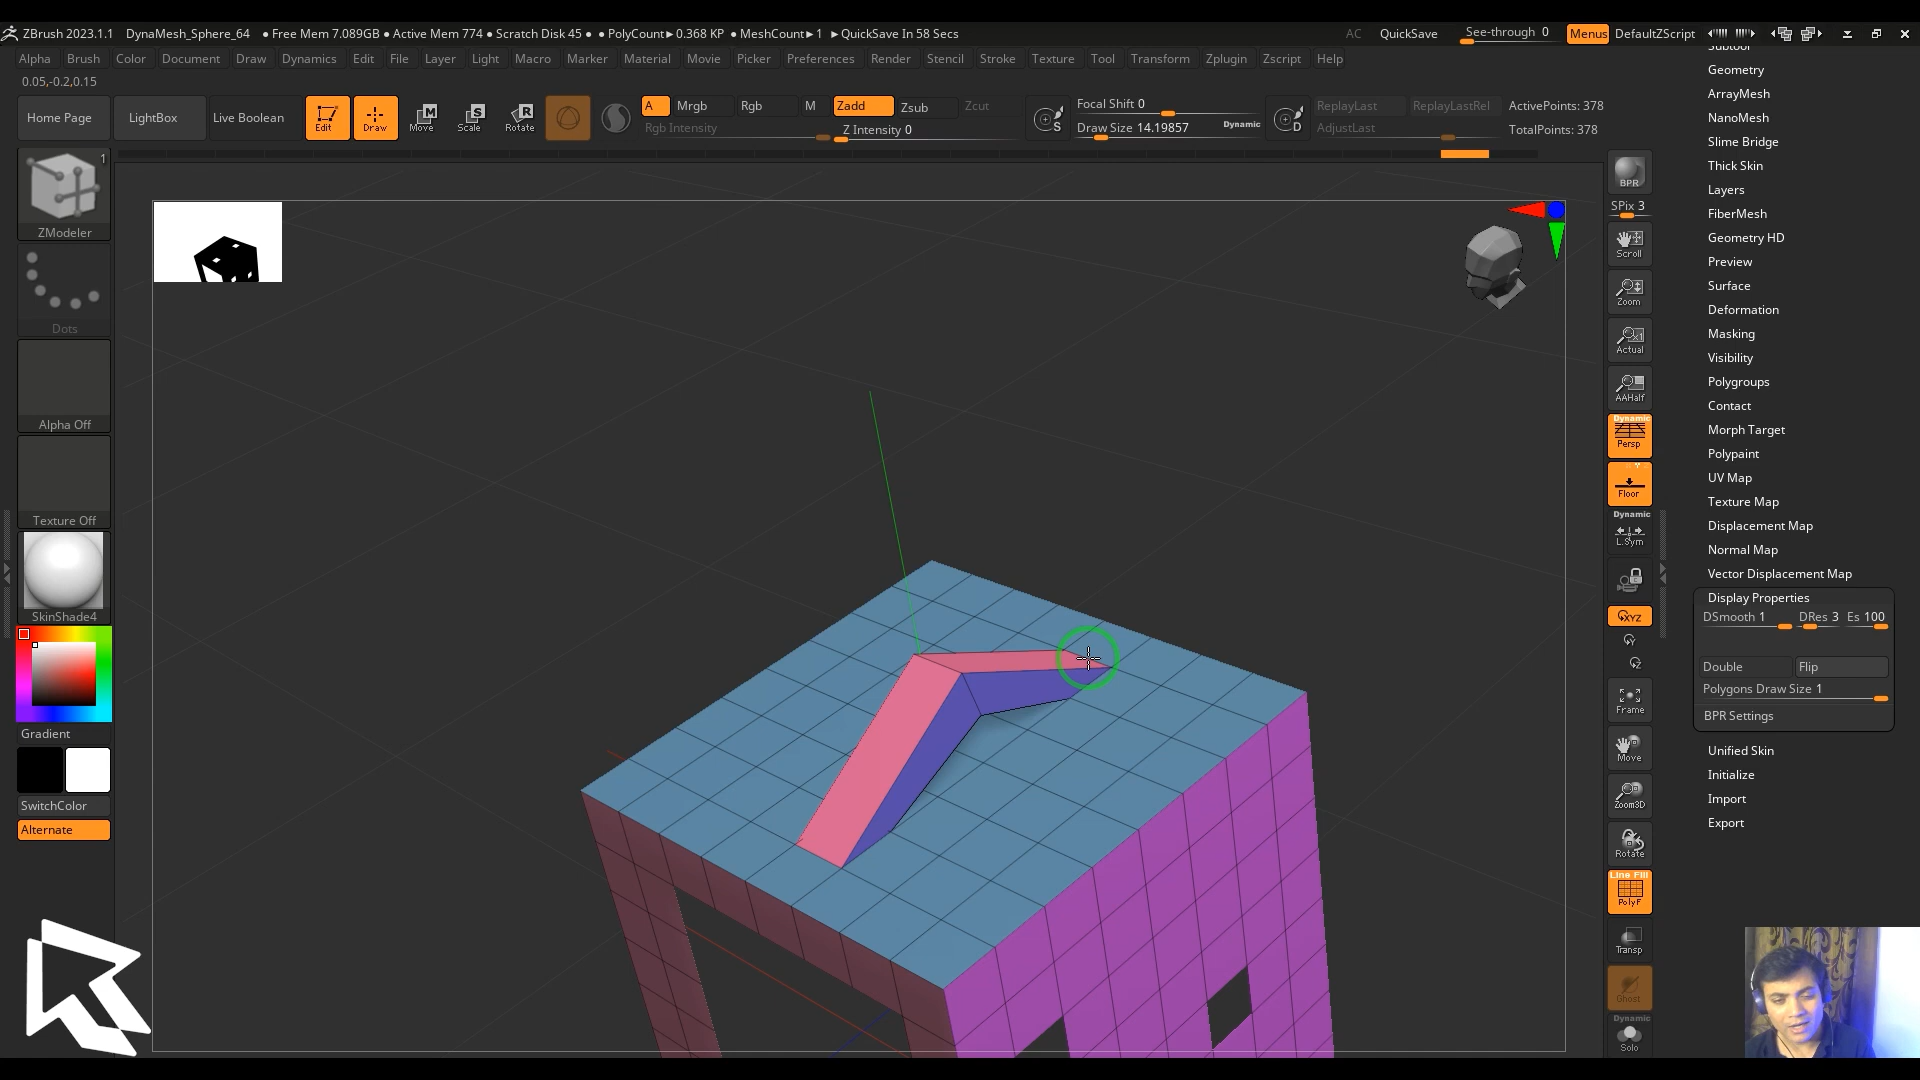 ZBrush 2023.1.1 DynaMesh_Sphere_64 ● Free Mem 7.089GB ● Active Mem 774 ● Scratch Disk 45 ● ● PolyCount► 0.368 KP ● MeshCount► 1 ►QuickSave In 58 Secs AC QuickSave See-through 0 Menus DefaultZScript
Alpha Brush Color Document Draw Dynamics Edit File Layer Light Macro Marker Material Movie Picker Preferences Render Stencil Stroke Texture Tool Transform Zplugin Zscript Help
0.05,-0.2,0.15
Home Page LightBox Live Boolean Edit Draw Move Scale Rotate
A Mrgb Rgb M Zadd Zsub Zcut
Rgb Intensity Z Intensity 0
S
Focal Shift 0
Draw Size 14.19857 Dynamic
D
ReplayLast ReplayLastRel ActivePoints: 378
AdjustLast TotalPoints: 378
1
ZModeler
Dots
Alpha Off
Texture Off
SkinShade4
Gradient
SwitchColor
Alternate
BPR
SPix 3
Scroll
Zoom
Actual
AAHalf
Dynamic
Persp
Floor
Dynamic
L.Sym
XYZ
Y
Z
Frame
Move
Zoom3D
Rotate
Line Fill
PolyF
Transp
Ghost
Dynamic
Solo
Subtool
Geometry
ArrayMesh
NanoMesh
Slime Bridge
Thick Skin
Layers
FiberMesh
Geometry HD
Preview
Surface
Deformation
Masking
Visibility
Polygroups
Contact
Morph Target
Polypaint
UV Map
Texture Map
Displacement Map
Normal Map
Vector Displacement Map
Display Properties
DSmooth 1 DRes 3 Es 100
Double Flip
Polygons Draw Size 1
BPR Settings
Unified Skin
Initialize
Import
Export